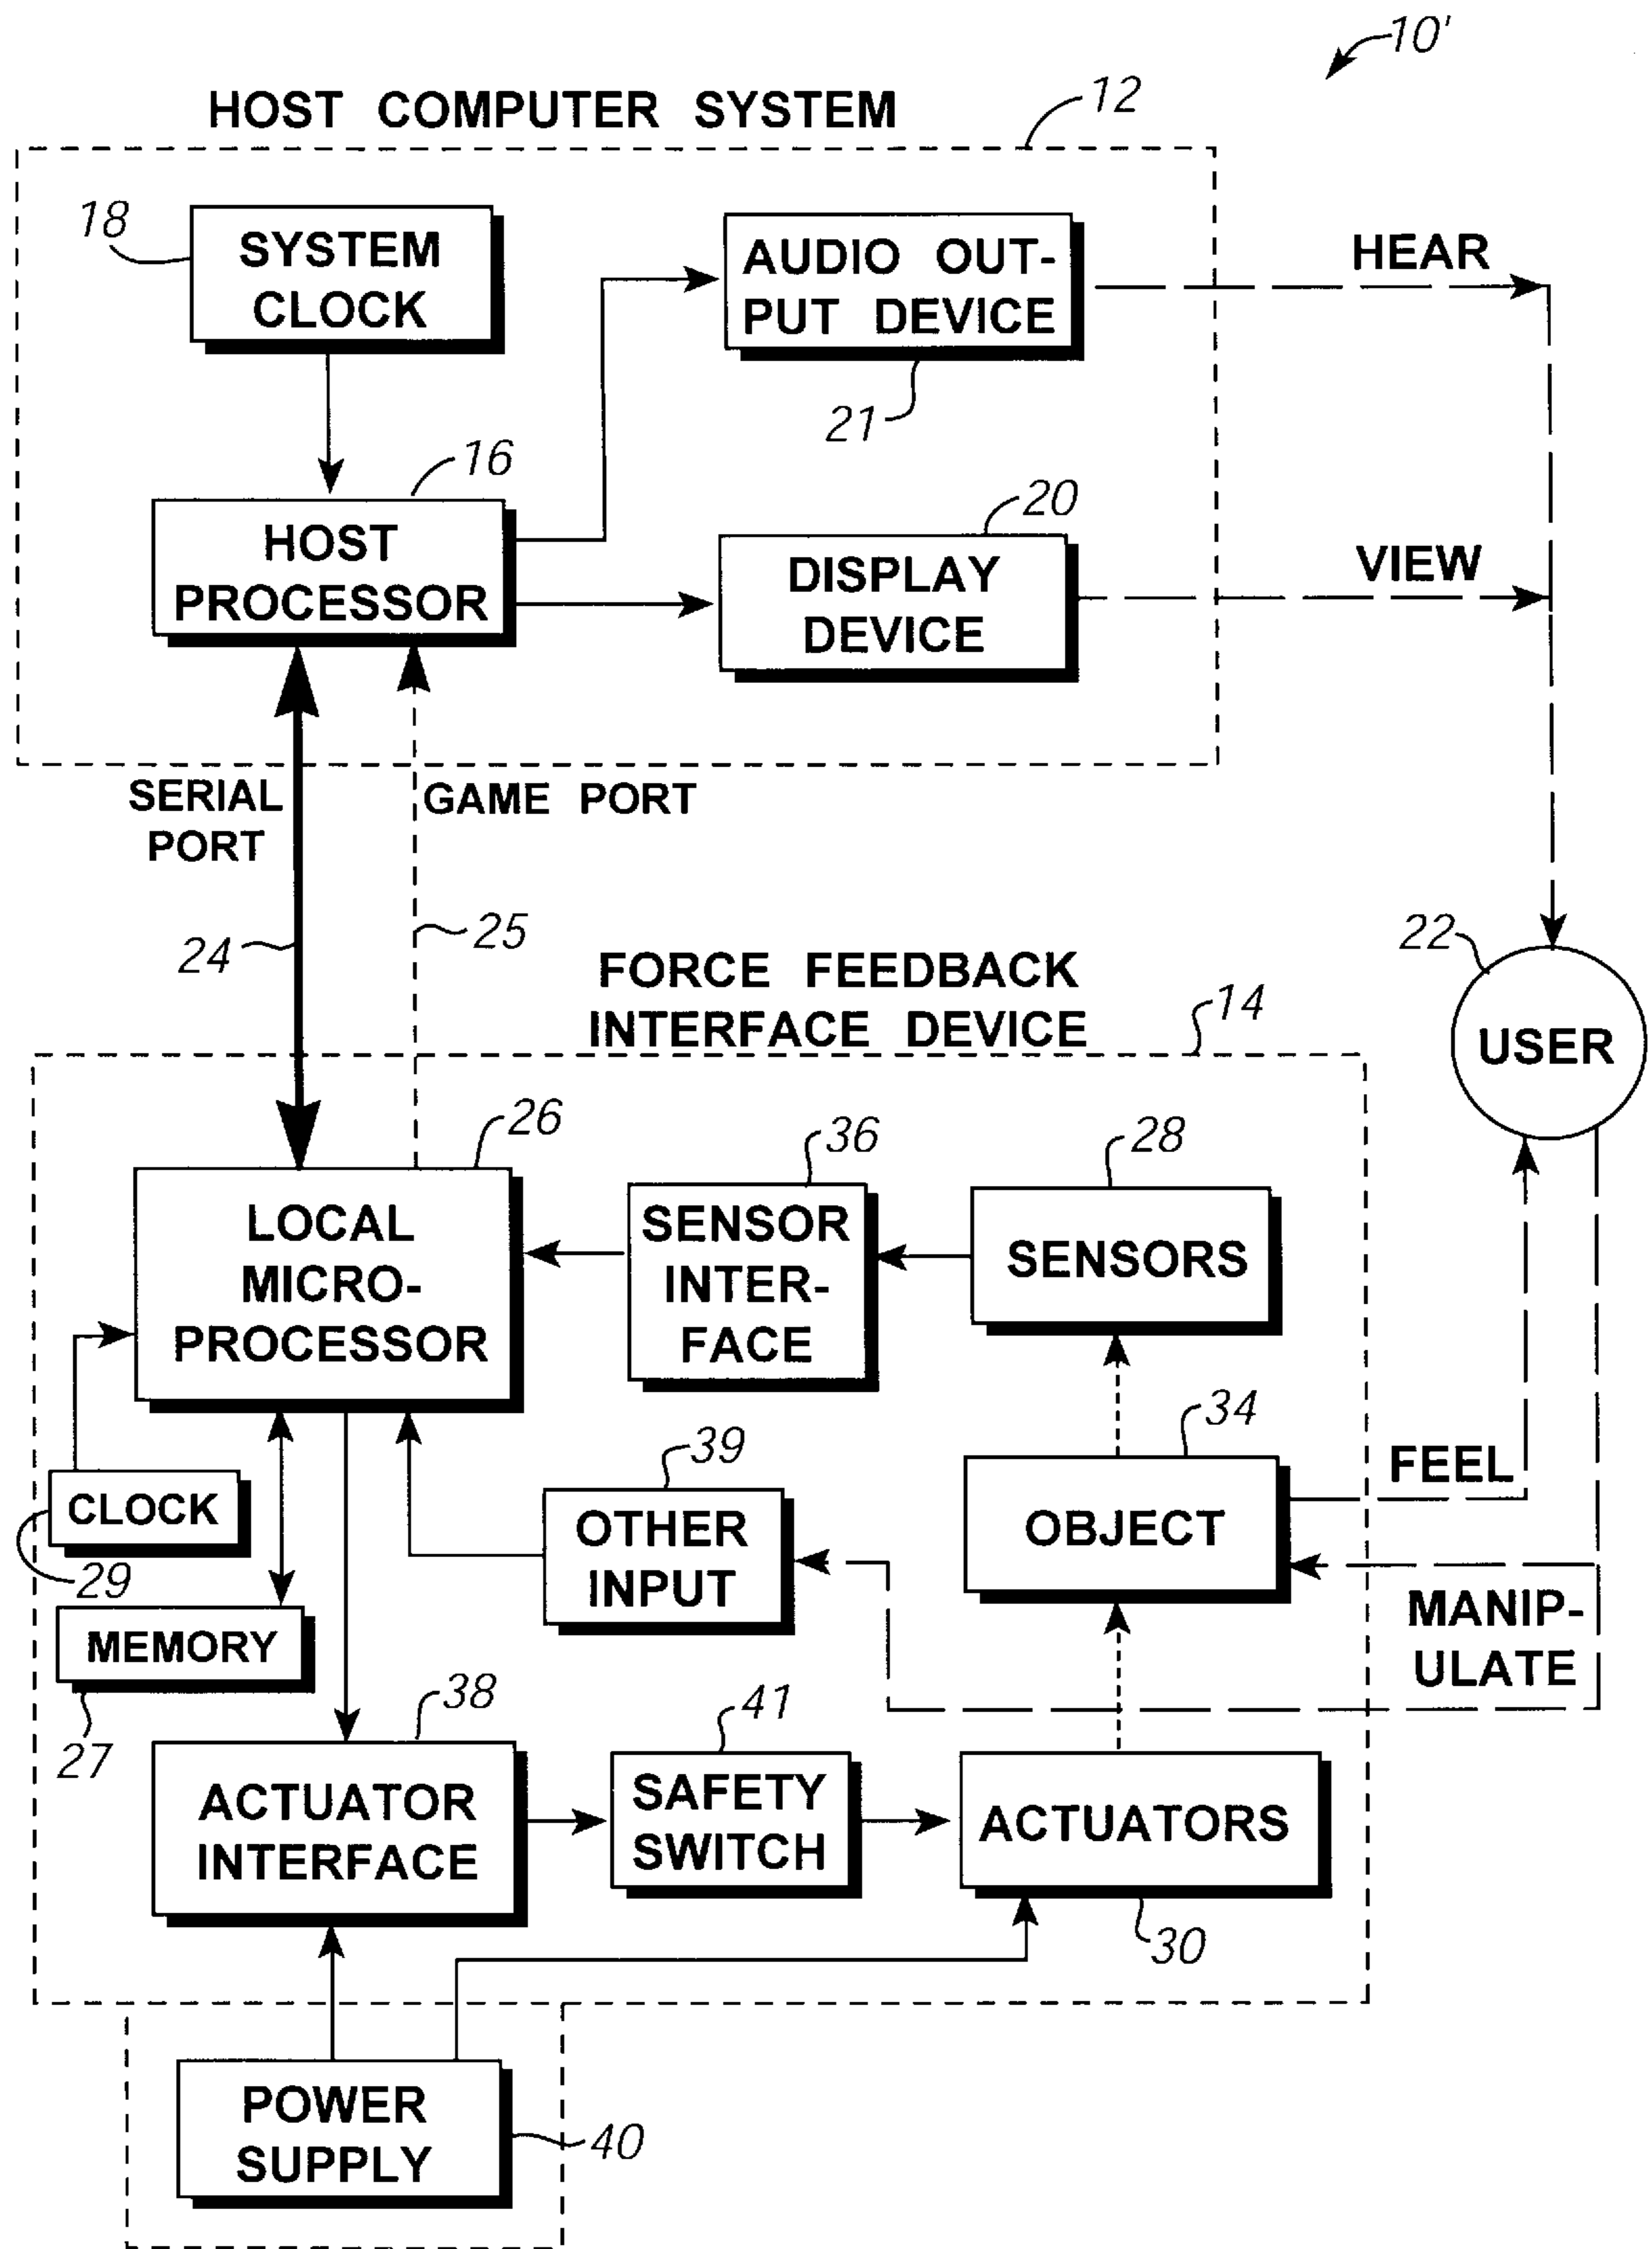 10'
HOST COMPUTER SYSTEM
12
18
SYSTEM
CLOCK
AUDIO OUT-
PUT DEVICE
21
HEAR
16
HOST
PROCESSOR
20
DISPLAY
DEVICE
VIEW
SERIAL
PORT
GAME PORT
24
25
22
USER
FORCE FEEDBACK
INTERFACE DEVICE
14
26
LOCAL
MICRO-
PROCESSOR
36
SENSOR
INTER-
FACE
28
SENSORS
CLOCK
29
39
OTHER
INPUT
34
OBJECT
FEEL
MANIP-
ULATE
MEMORY
27
38
ACTUATOR
INTERFACE
41
SAFETY
SWITCH
ACTUATORS
30
POWER
SUPPLY
40